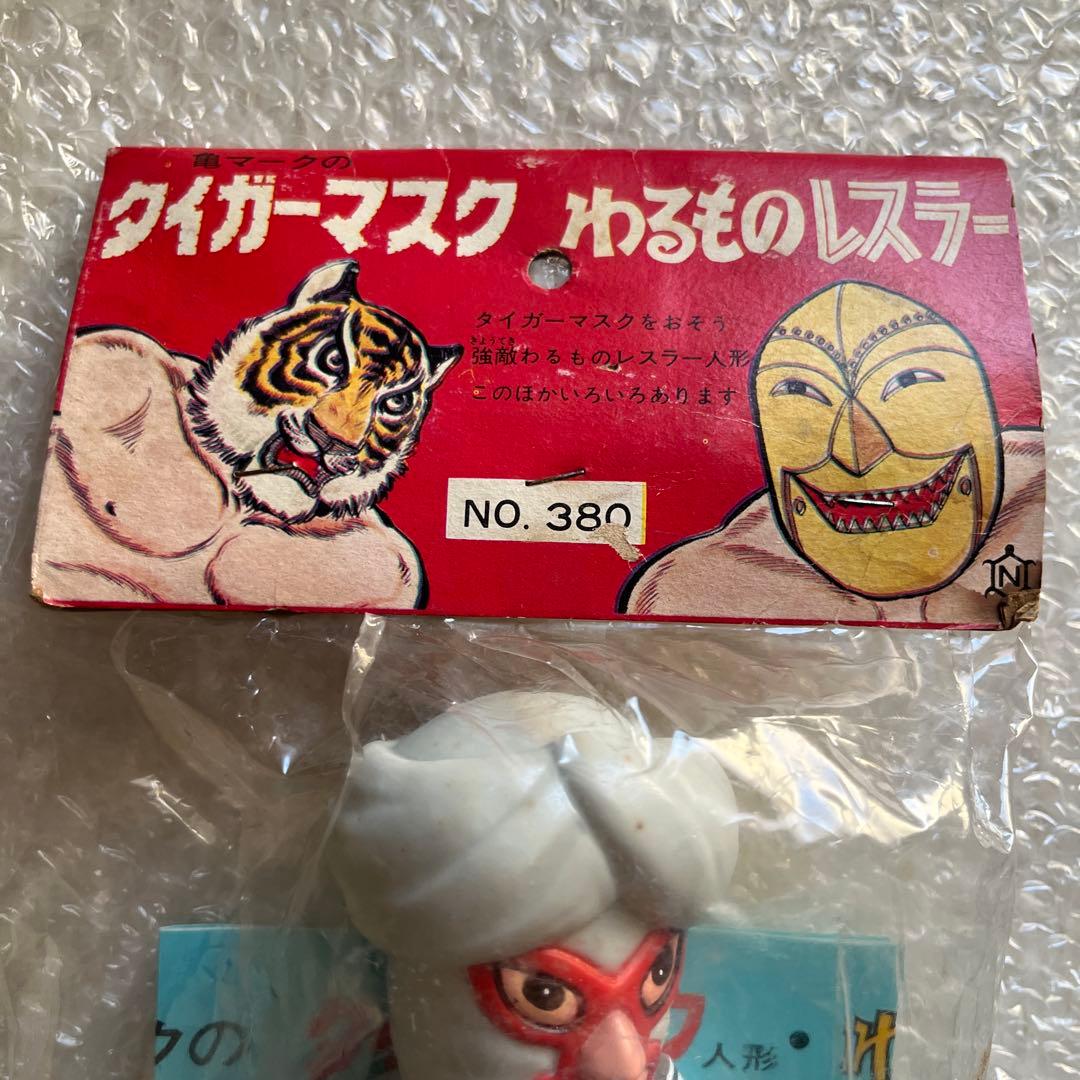 亀マークの
タイガーマスク わるものレスラー
タイガーマスクをおそう
きょうてき
強敵わるものレスラー人形
このほかいろいろあります
NO. 380
N
クの
人形・